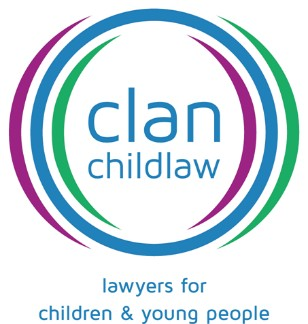 clan
childlaw
lawyers for
children & young people